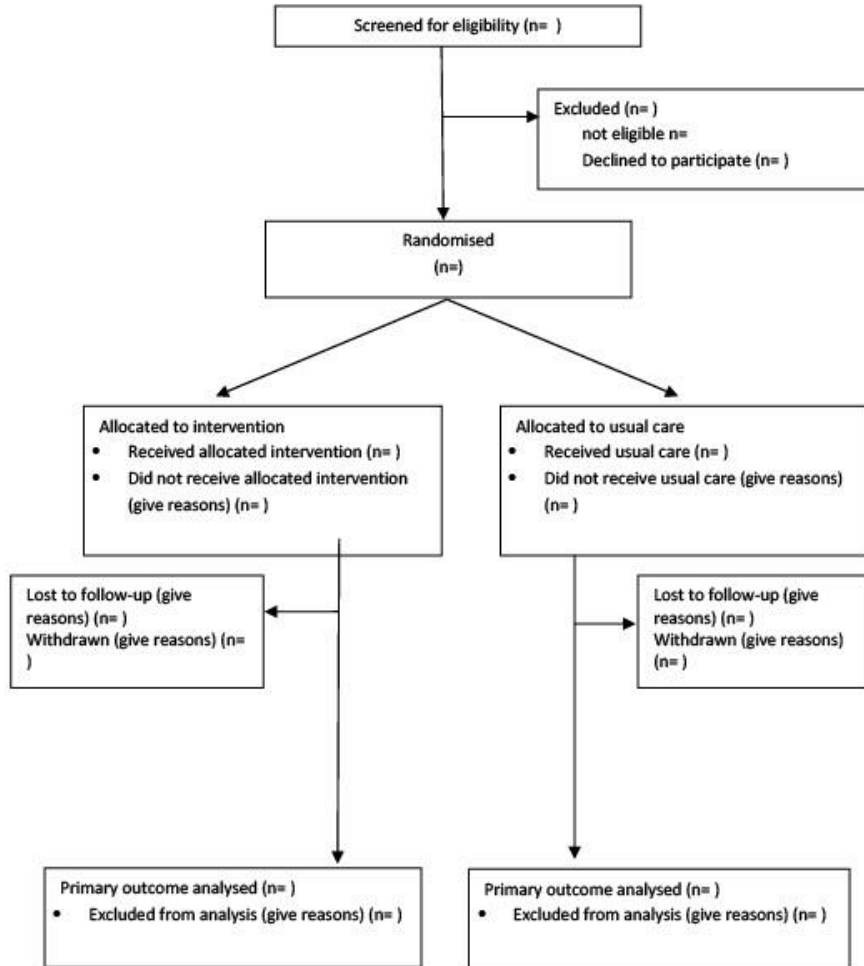 Screened for eligibility (n=  )
Excluded (n= )
not eligible n=
Declined to participate (n= )
Randomised
(n=)
Allocated to intervention
• Received allocated intervention (n= )
• Did not receive allocated intervention
(give reasons) (n= )
Allocated to usual care
• Received usual care (n= )
• Did not receive usual care (give reasons)
(n= )
Lost to follow-up (give
reasons) (n= )
Withdrawn (give reasons) (n=
)
Lost to follow-up (give
reasons) (n= )
Withdrawn (give reasons)
(n= )
Primary outcome analysed (n= )
• Excluded from analysis (give reasons) (n= )
Primary outcome analysed (n= )
• Excluded from analysis (give reasons) (n= )